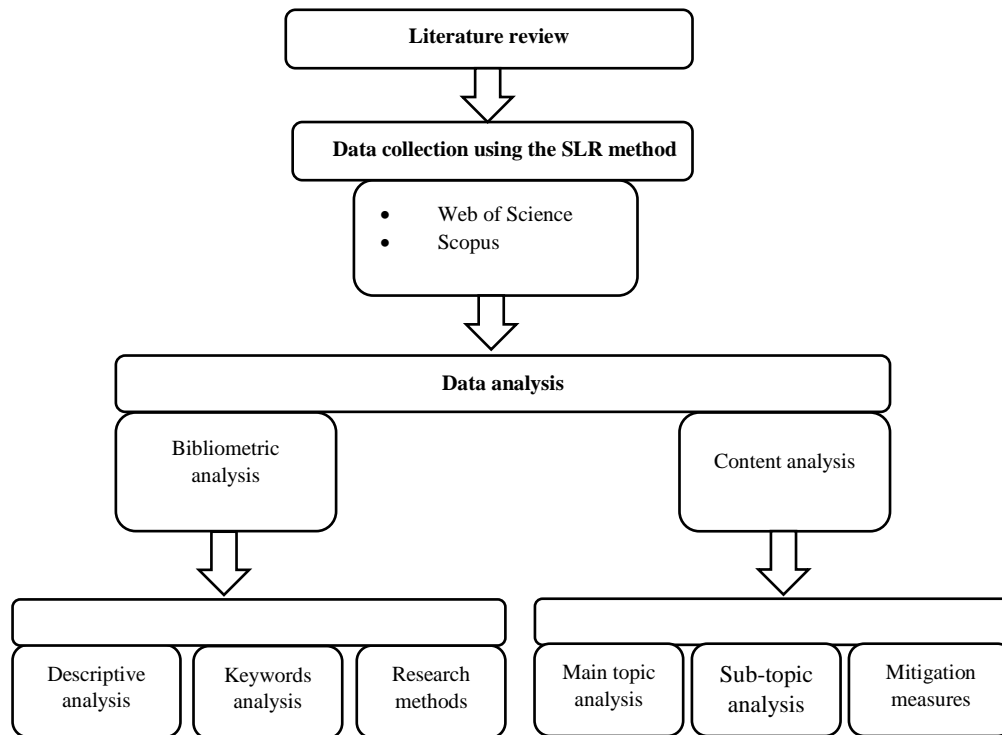 Literature review
Data collection using the SLR method
• Web of Science
• Scopus
Data analysis
Bibliometric
analysis
Content analysis
Descriptive
analysis
Keywords
analysis
Research
methods
Main topic
analysis
Sub-topic
analysis
Mitigation
measures